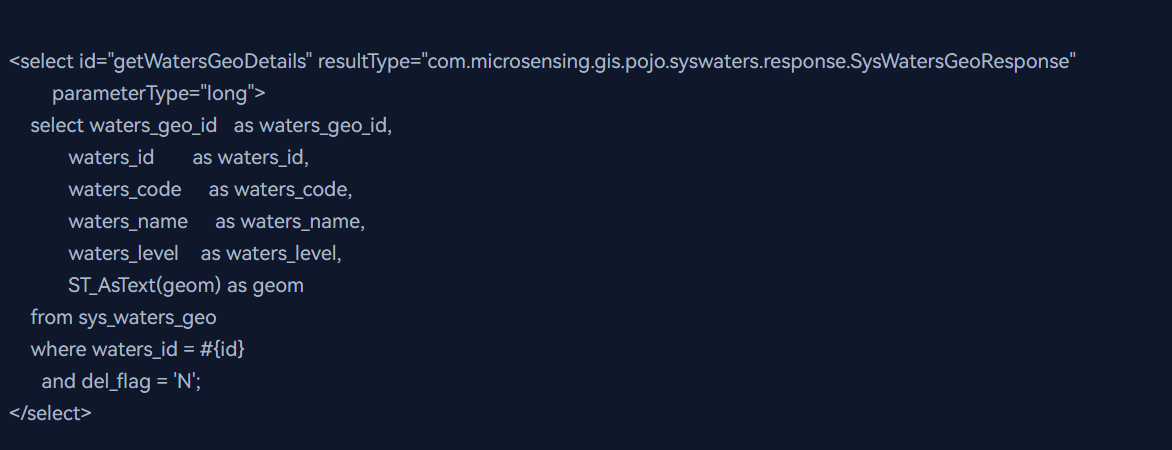 <select id="getWatersGeoDetails" resultType="com.microsensing.gis.pojo.syswaters.response.SysWatersGeoResponse"
parameterType="long">
select waters_geo_id as waters_geo_id,
waters_id as waters_id,
waters_code as waters_code,
waters_name as waters_name,
waters_level as waters_level,
ST_AsText(geom) as geom
from sys_waters_geo
where waters_id = #{id}
and del_flag = 'N';
</select>